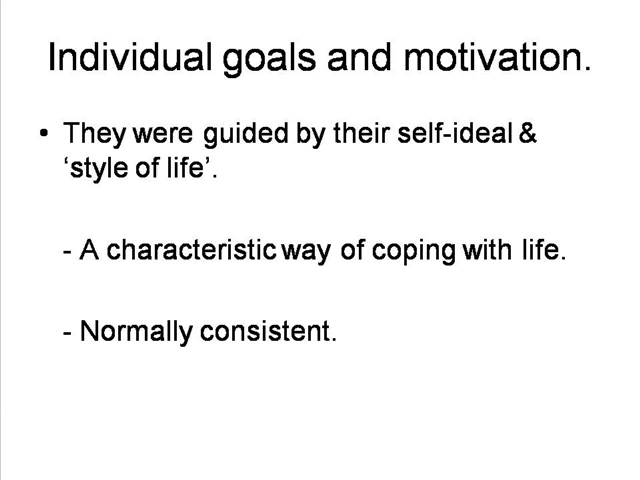 Individual goals and motivation.
• They were guided by their self-ideal &
‘style of life’.
- A characteristic way of coping with life.
- Normally consistent.